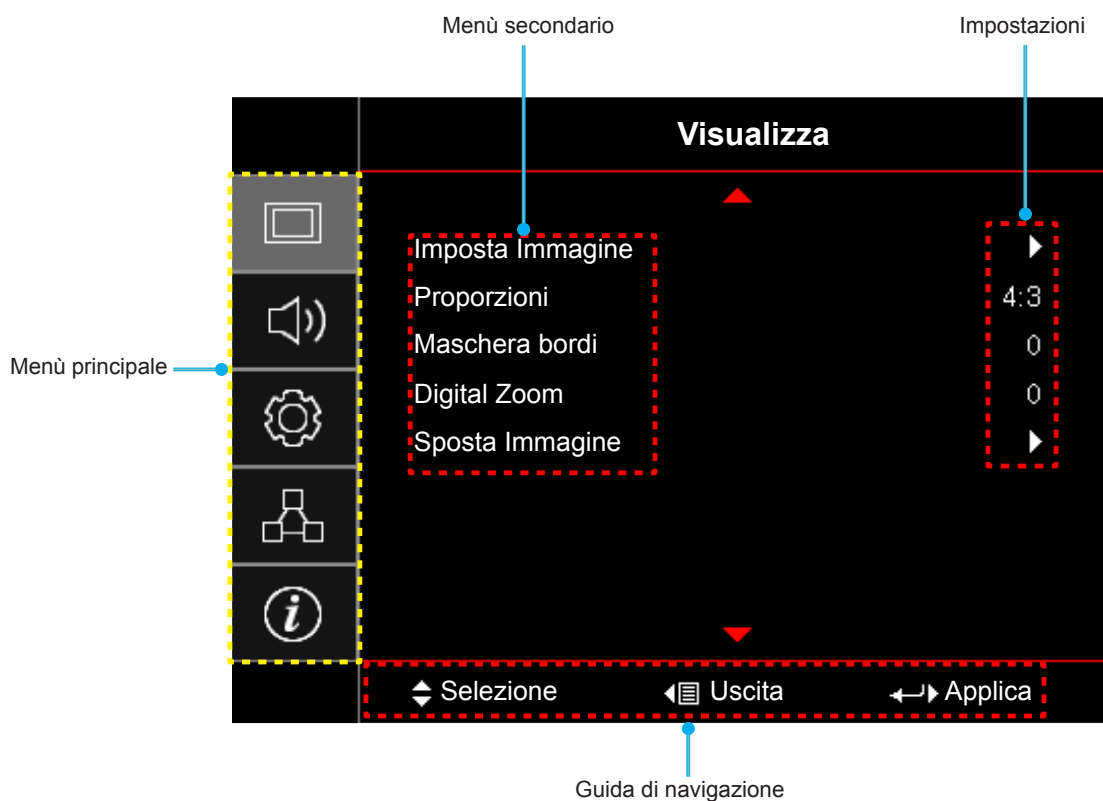 Menù secondario
Impostazioni
Visualizza
Imposta Immagine
Proporzioni 4:3
Maschera bordi 0
Digital Zoom 0
Sposta Immagine
Menù principale
i
Selezione Uscita Applica
Guida di navigazione